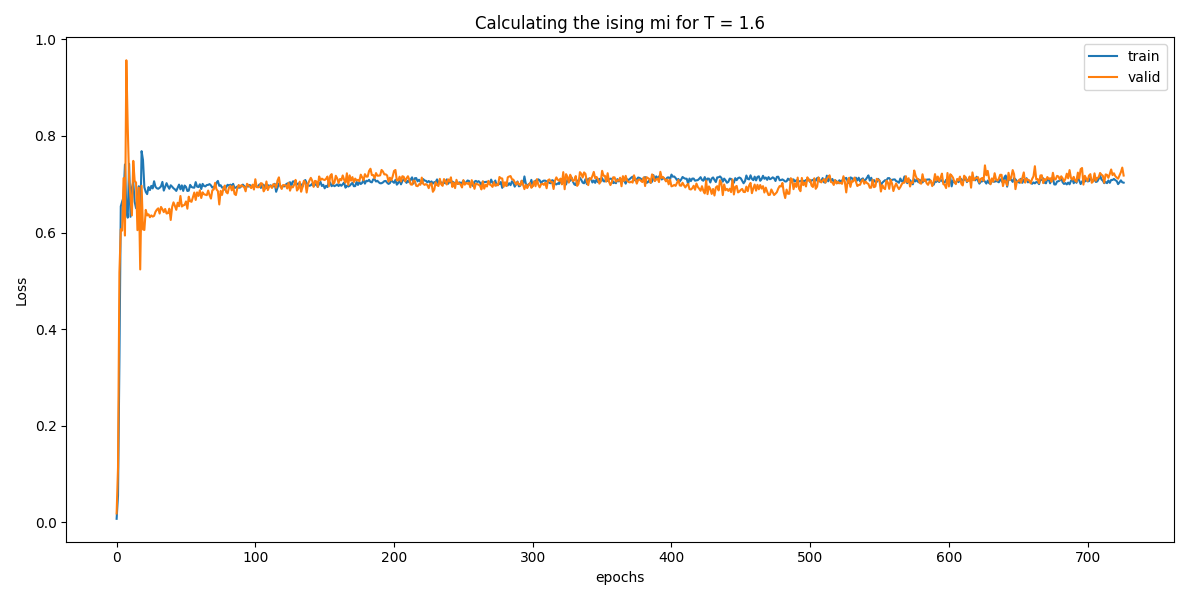 Calculating the ising mi for T = 1.6
train
valid
Loss
1.0
0.8
0.6
0.4
0.2
0.0
0 100 200 300 400 500 600 700
epochs